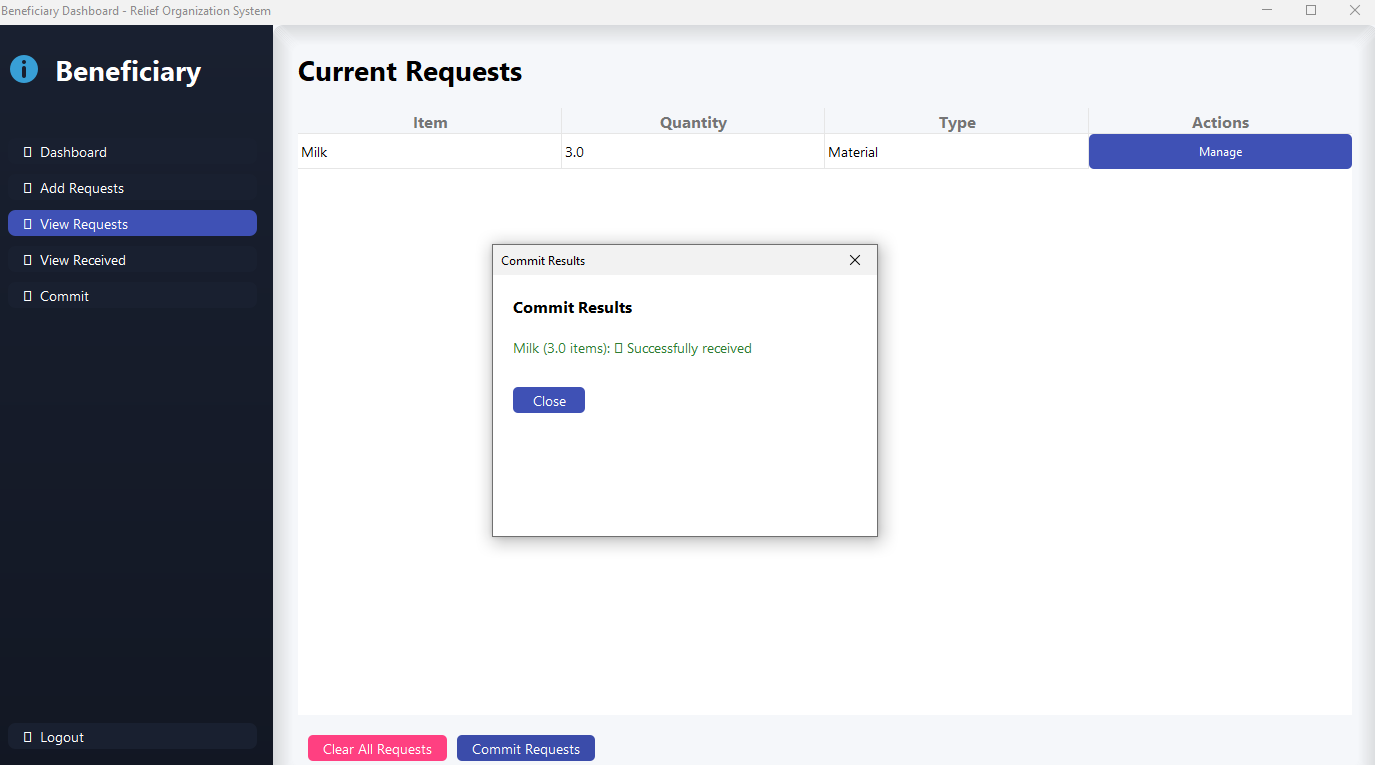 Beneficiary Dashboard - Relief Organization System
Beneficiary
Dashboard
Add Requests
View Requests
View Received
Commit
Logout
Current Requests
Item Quantity Type Actions
Milk 3.0 Material Manage
Commit Results
Commit Results
Milk (3.0 items): ▯ Successfully received
Close
Clear All Requests Commit Requests